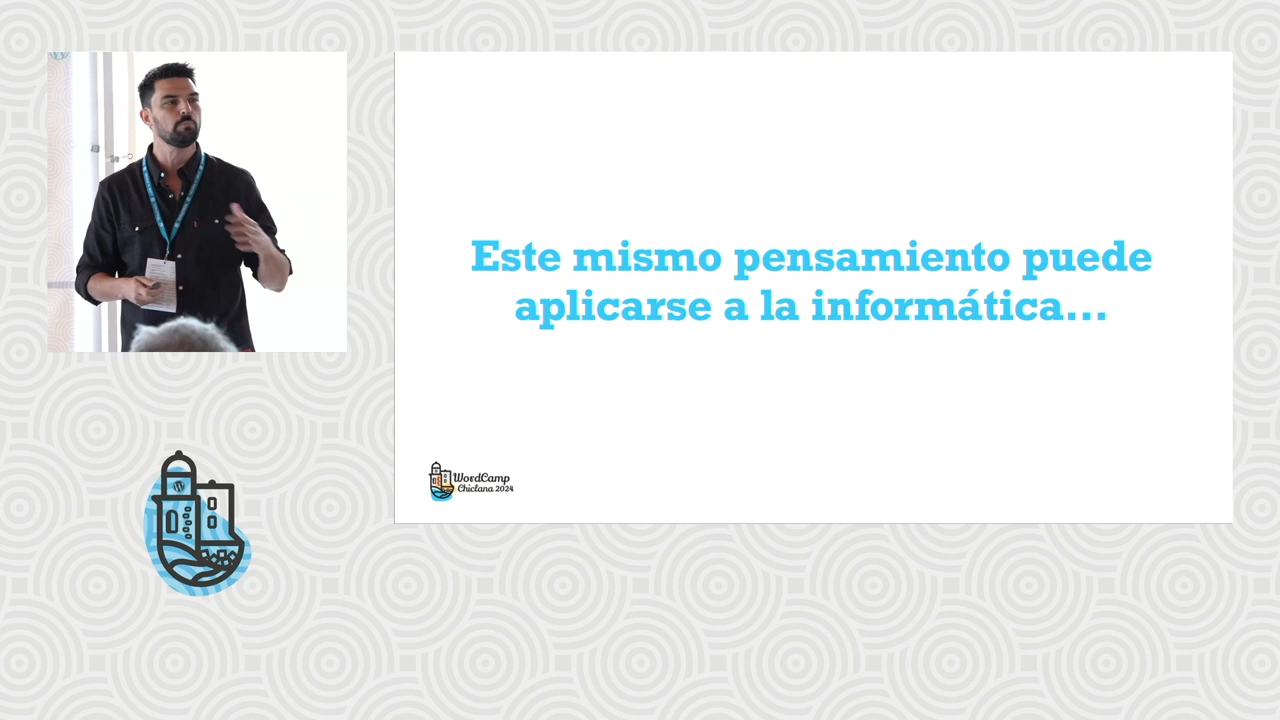 Este mismo pensamiento puede
aplicarse a la informática...
WordCamp
Chiclana 2024